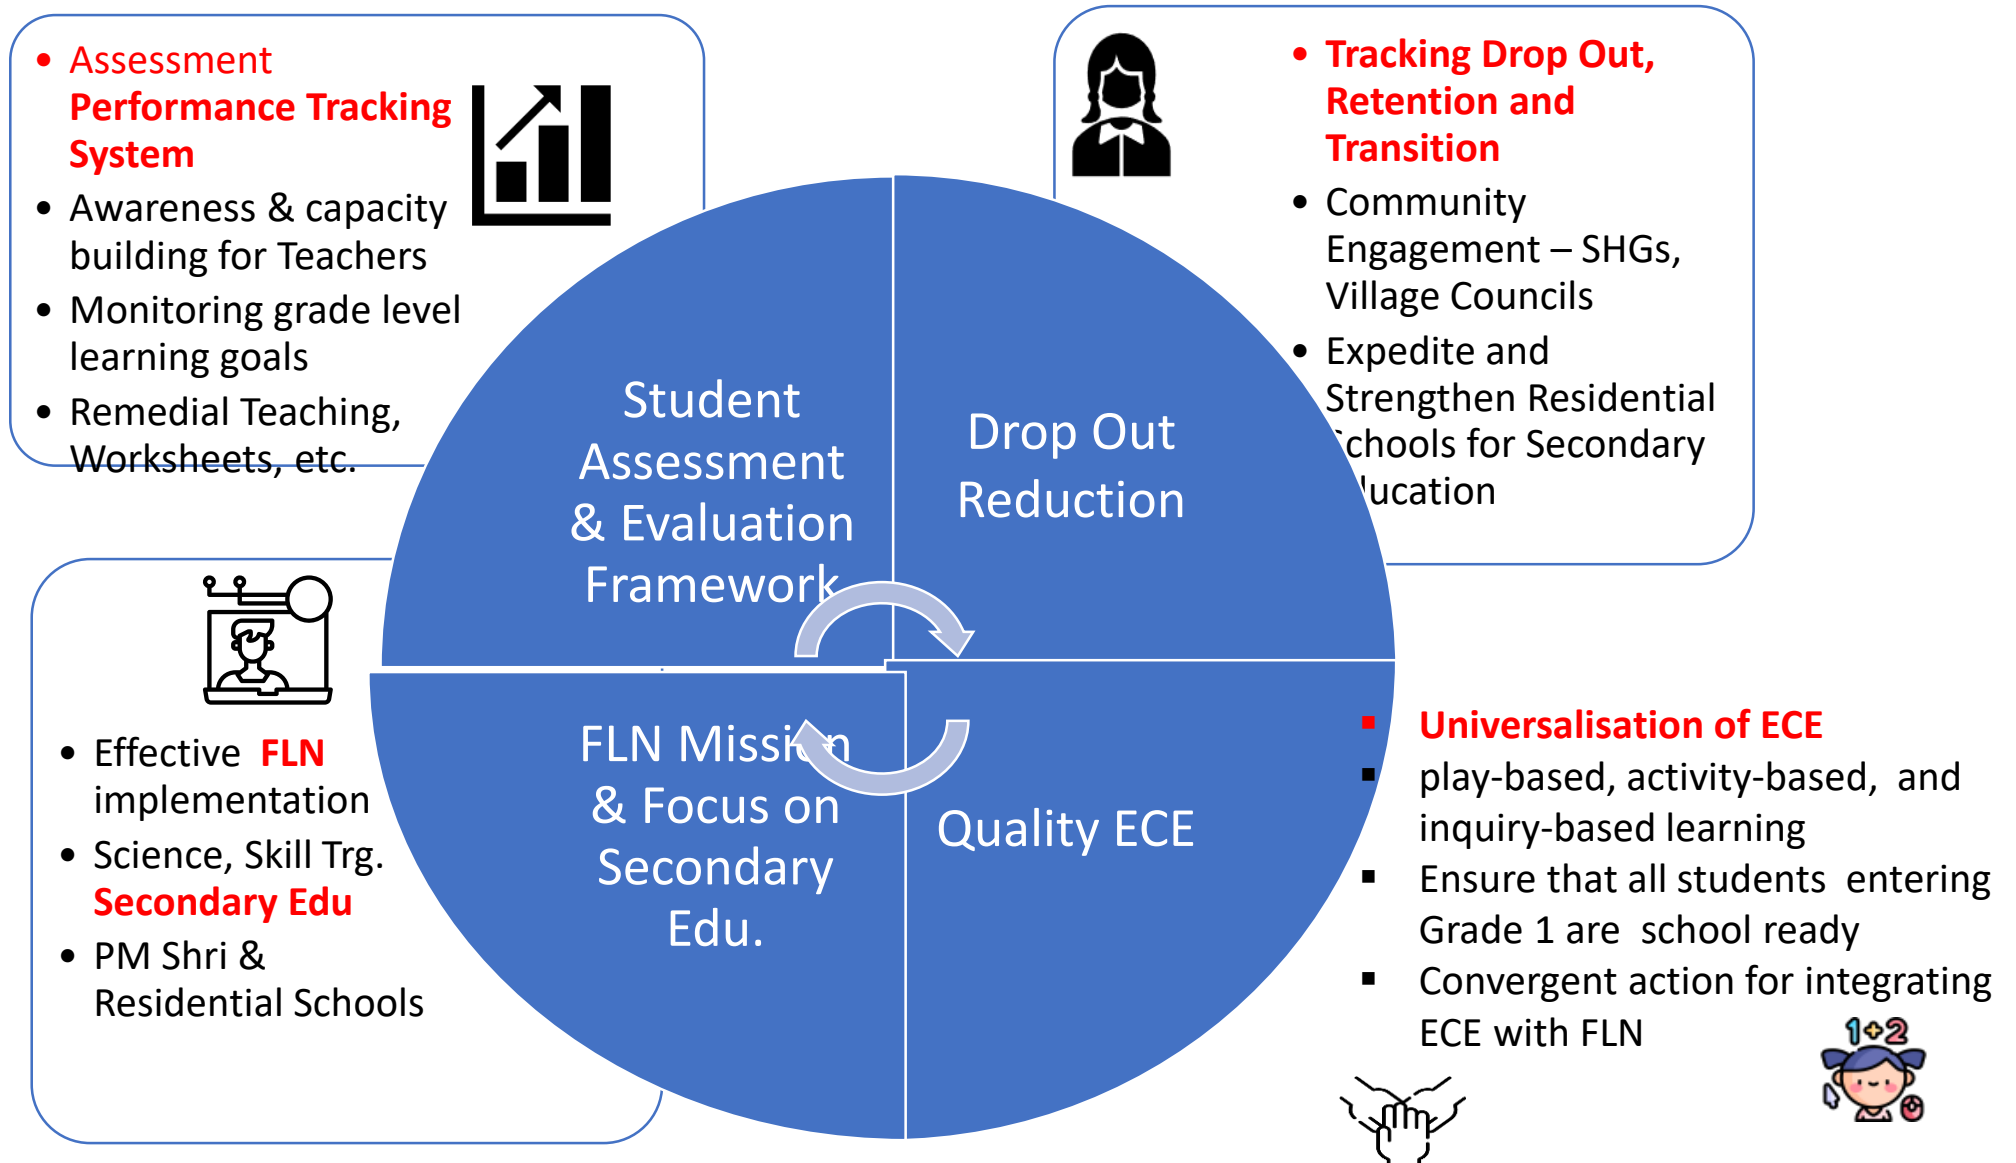 • Assessment
Performance Tracking
System
• Awareness & capacity
building for Teachers
• Monitoring grade level
learning goals
• Remedial Teaching,
Worksheets, etc.
• Tracking Drop Out,
Retention and
Transition
• Community
Engagement – SHGs,
Village Councils
• Expedite and
Strengthen Residential
Schools for Secondary
Education
Student
Assessment
& Evaluation
Framework
Drop Out
Reduction
FLN Mission
& Focus on
Secondary
Edu.
Quality ECE
• Effective FLN
implementation
• Science, Skill Trg.
Secondary Edu
• PM Shri &
Residential Schools
▪ Universalisation of ECE
▪ play-based, activity-based, and
inquiry-based learning
▪ Ensure that all students entering
Grade 1 are school ready
▪ Convergent action for integrating
ECE with FLN
1+2